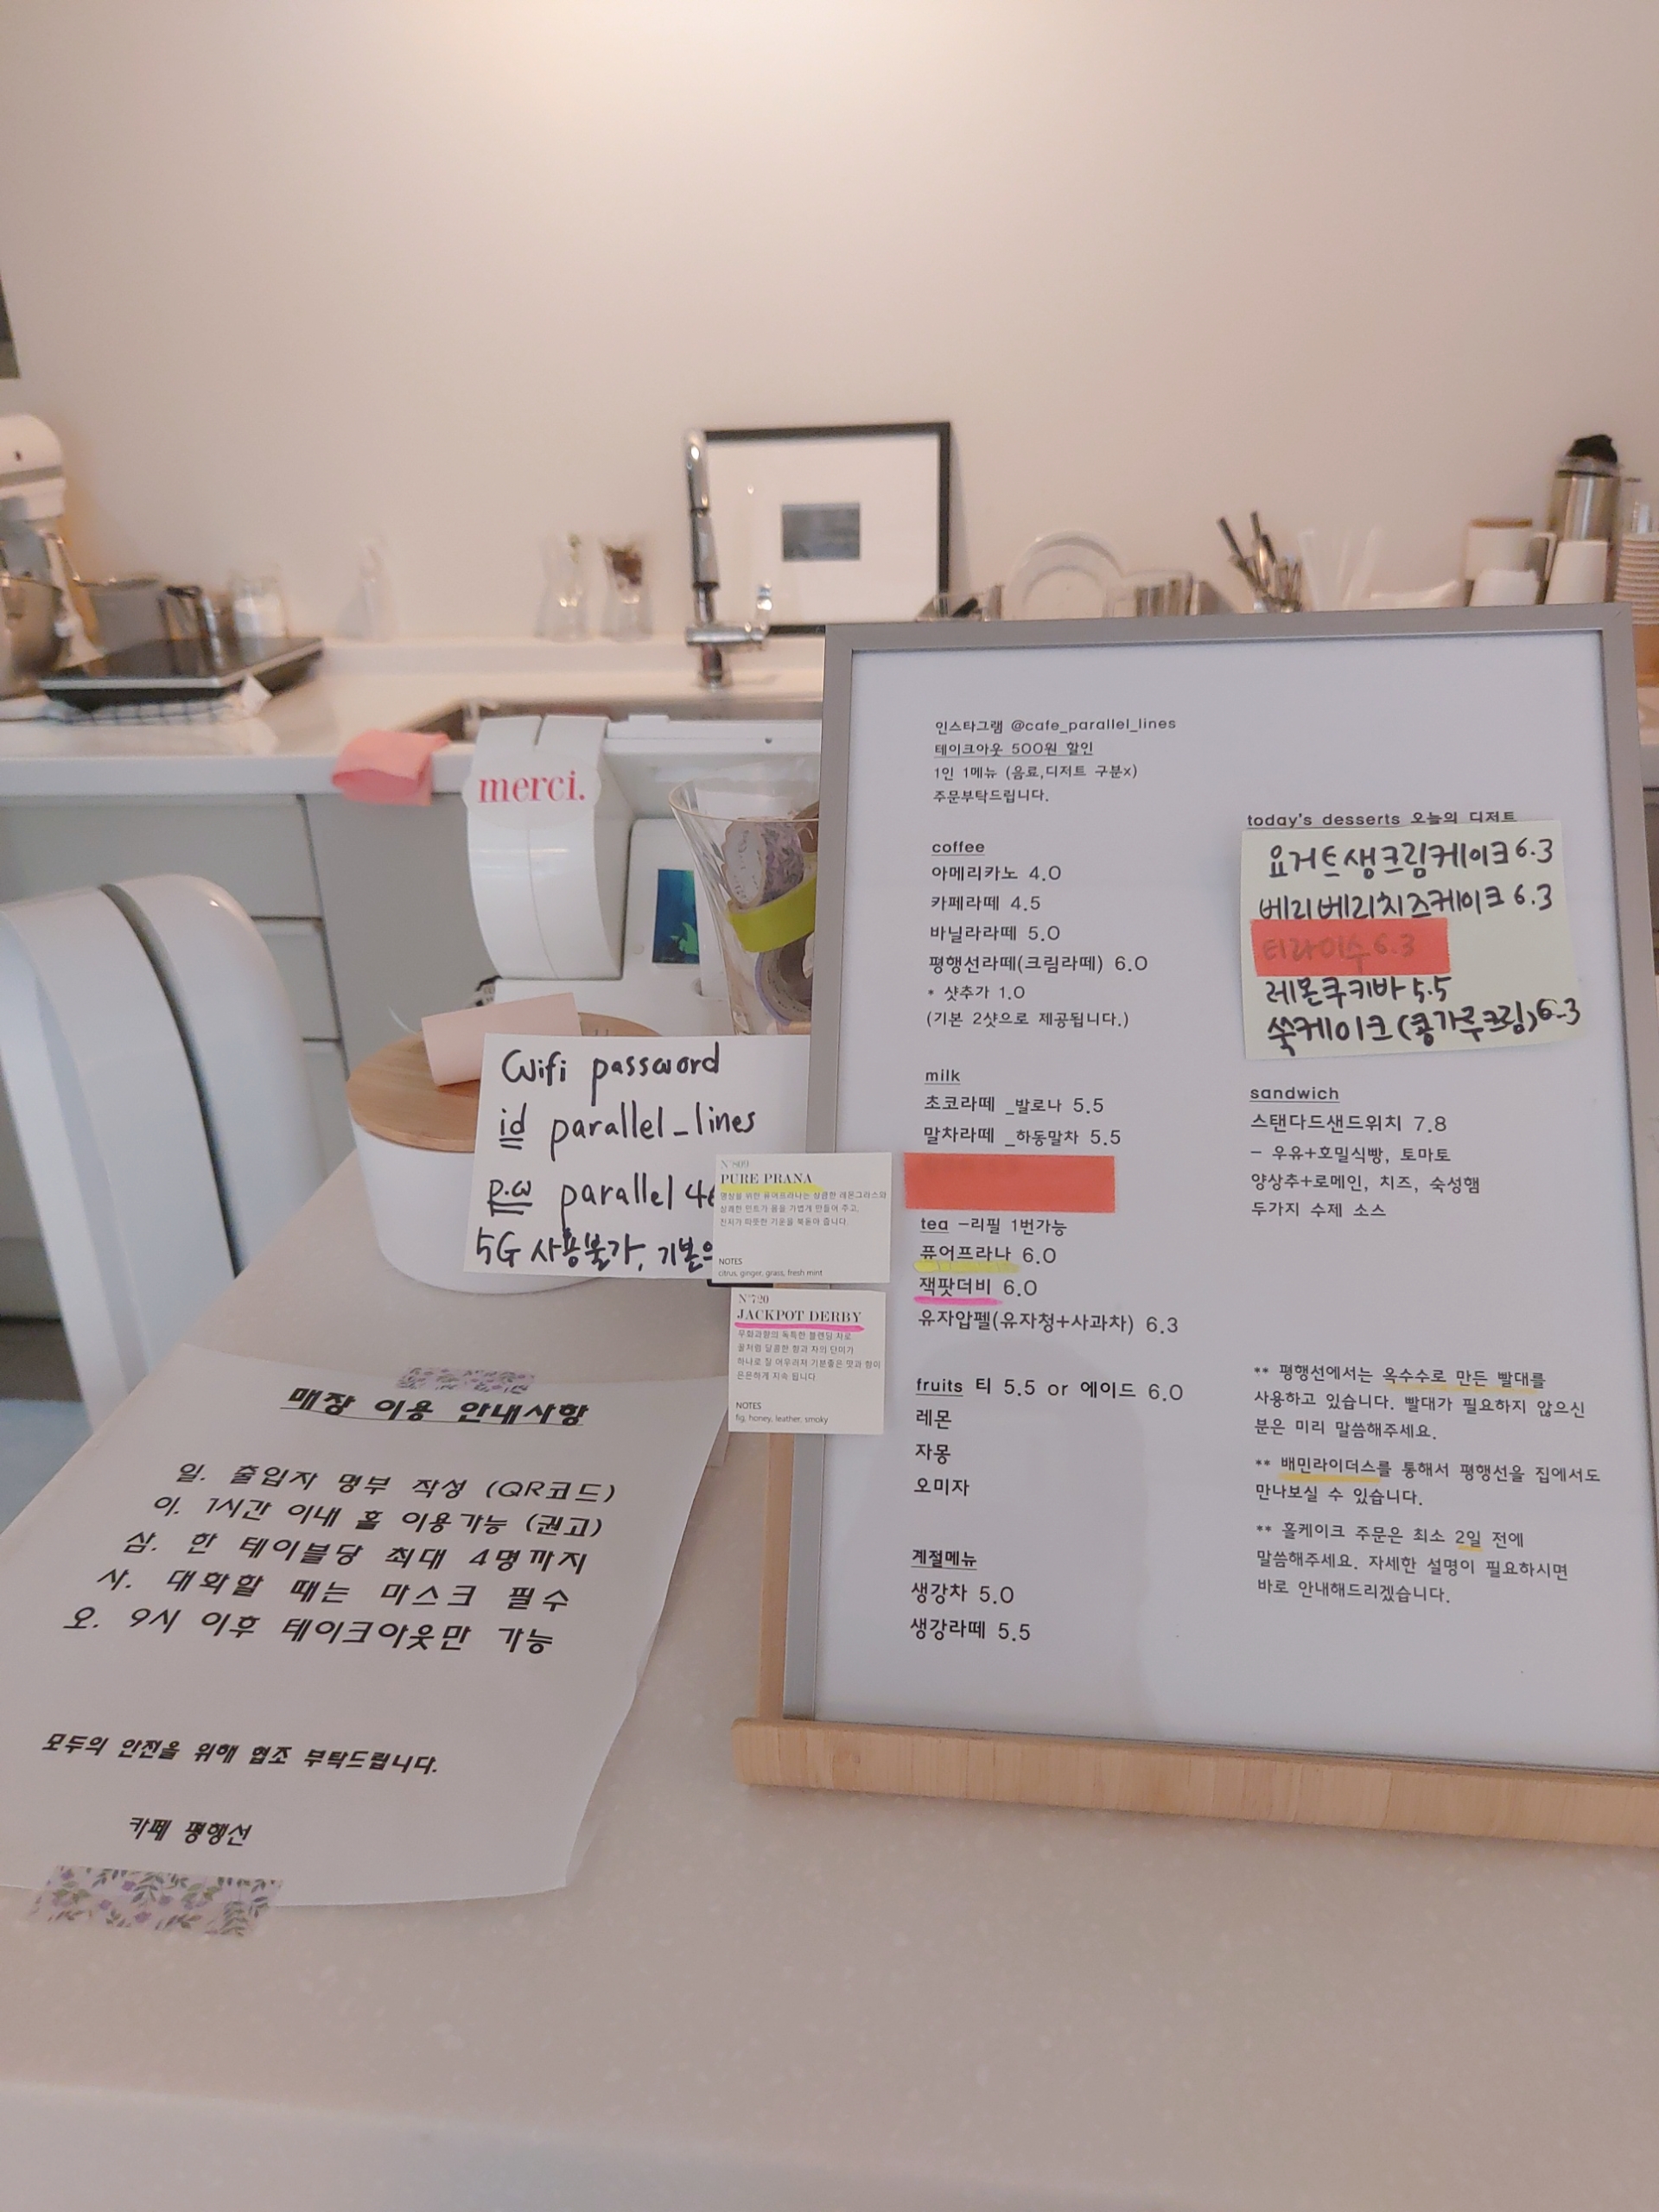 merci.
Wifi password
id parallel_lines
p.w parallel
5G 사용불가,
N°809
PURE PRANA
명상을 위한 퓨어프라나는 상큼한 레몬그라스와
상쾌한 민트가 몸을 가볍게 만들어 주고,
진저가 따뜻한 기운을 북돋아 줍니다.
NOTES
citrus, ginger, grass, fresh mint
N°720
JACKPOT DERBY
무화과향의 독특한 블렌딩 차로
꿀처럼 달콤한 향과 차의 단미가
하나로 잘 어우러져 기분좋은 맛과 향이
은은하게 지속 됩니다.
NOTES
fig, honey, leather, smoky
매장 이용 안내사항
일. 출입자 명부 작성 (QR코드)
이. 1시간 이내 홀 이용가능 (권고)
삼. 한 테이블당 최대 4명까지
사. 대화할 때는 마스크 필수
오. 9시 이후 테이크아웃만 가능
모두의 안전을 위해 협조 부탁드립니다.
카페 평행선
인스타그램 @cafe_parallel_lines
테이크아웃 500원 할인
1인 1메뉴 (음료,디저트 구분x)
주문부탁드립니다.
coffee
아메리카노 4.0
카페라떼 4.5
바닐라라떼 5.0
평행선라떼(크림라떼) 6.0
* 샷추가 1.0
(기본 2샷으로 제공됩니다.)
milk
초코라떼 _발로나 5.5
말차라떼 _하동말차 5.5
tea -리필 1번가능
퓨어프라나 6.0
잭팟더비 6.0
유자압펠(유자청+사과차) 6.3
fruits 티 5.5 or 에이드 6.0
레몬
자몽
오미자
계절메뉴
생강차 5.0
생강라떼 5.5
today's desserts 오늘의 디저트
요거트생크림케이크 6.3
베리베리치즈케이크 6.3
티라미수 6.3
레몬쿠키바 5.5
쑥케이크(콩가루크림) 6.3
sandwich
스탠다드샌드위치 7.8
- 우유+호밀식빵, 토마토
양상추+로메인, 치즈, 숙성햄
두가지 수제 소스
** 평행선에서는 옥수수로 만든 빨대를
사용하고 있습니다. 빨대가 필요하지 않으신
분은 미리 말씀해주세요.
** 배민라이더스를 통해서 평행선을 집에서도
만나보실 수 있습니다.
** 홀케이크 주문은 최소 2일 전에
말씀해주세요. 자세한 설명이 필요하시면
바로 안내해드리겠습니다.